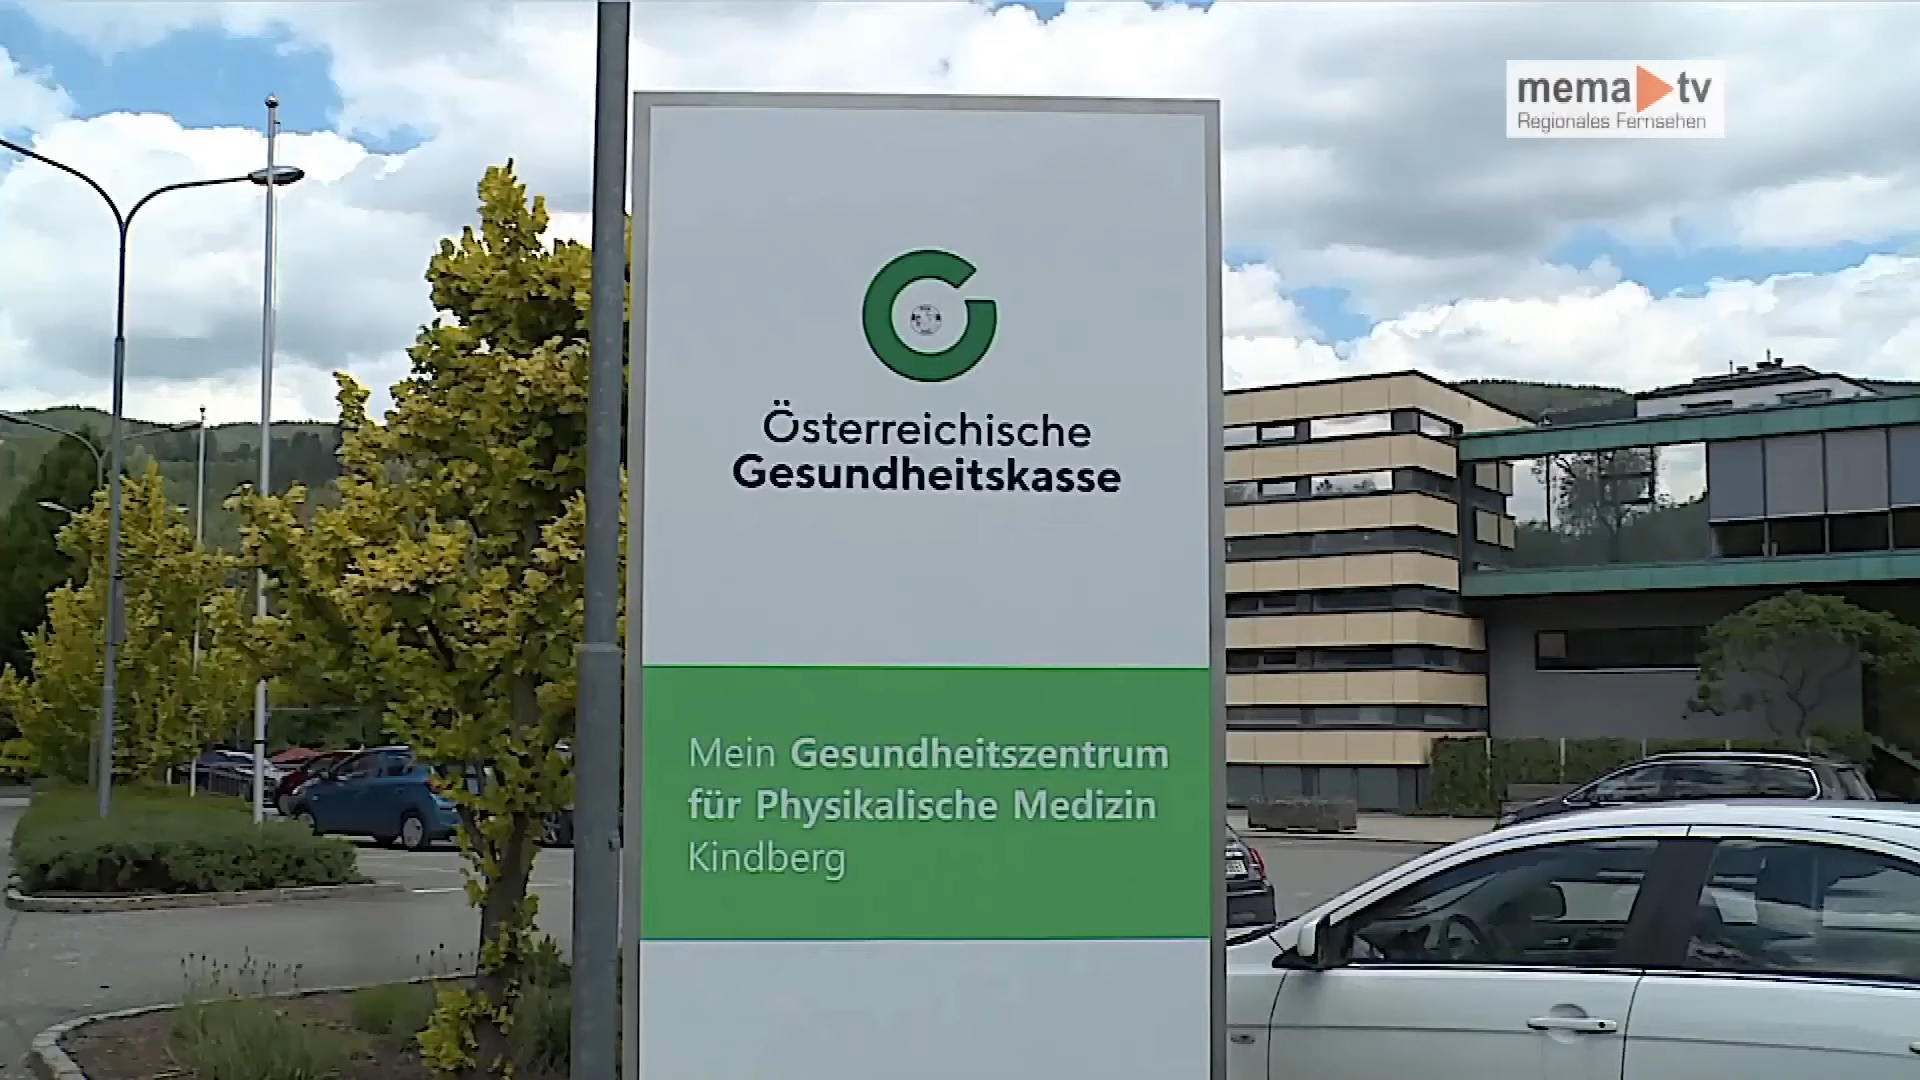 mema tv
Regionales Fernsehen
Österreichische
Gesundheitskasse
Mein Gesundheitszentrum
für Physikalische Medizin
Kindberg